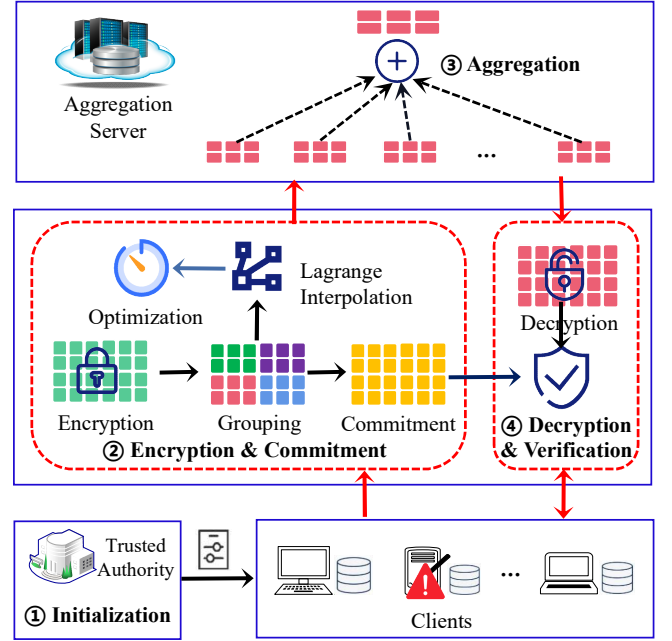 ③ Aggregation
Aggregation
Server
...
Lagrange
Interpolation
Optimization
Encryption
Grouping
Commitment
② Encryption & Commitment
Decryption
④ Decryption
& Verification
Trusted
Authority
① Initialization
...
Clients